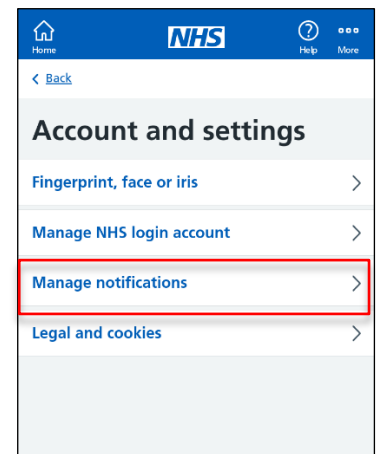 Home NHS Help More
Back
Account and settings
Fingerprint, face or iris
Manage NHS login account
Manage notifications
Legal and cookies